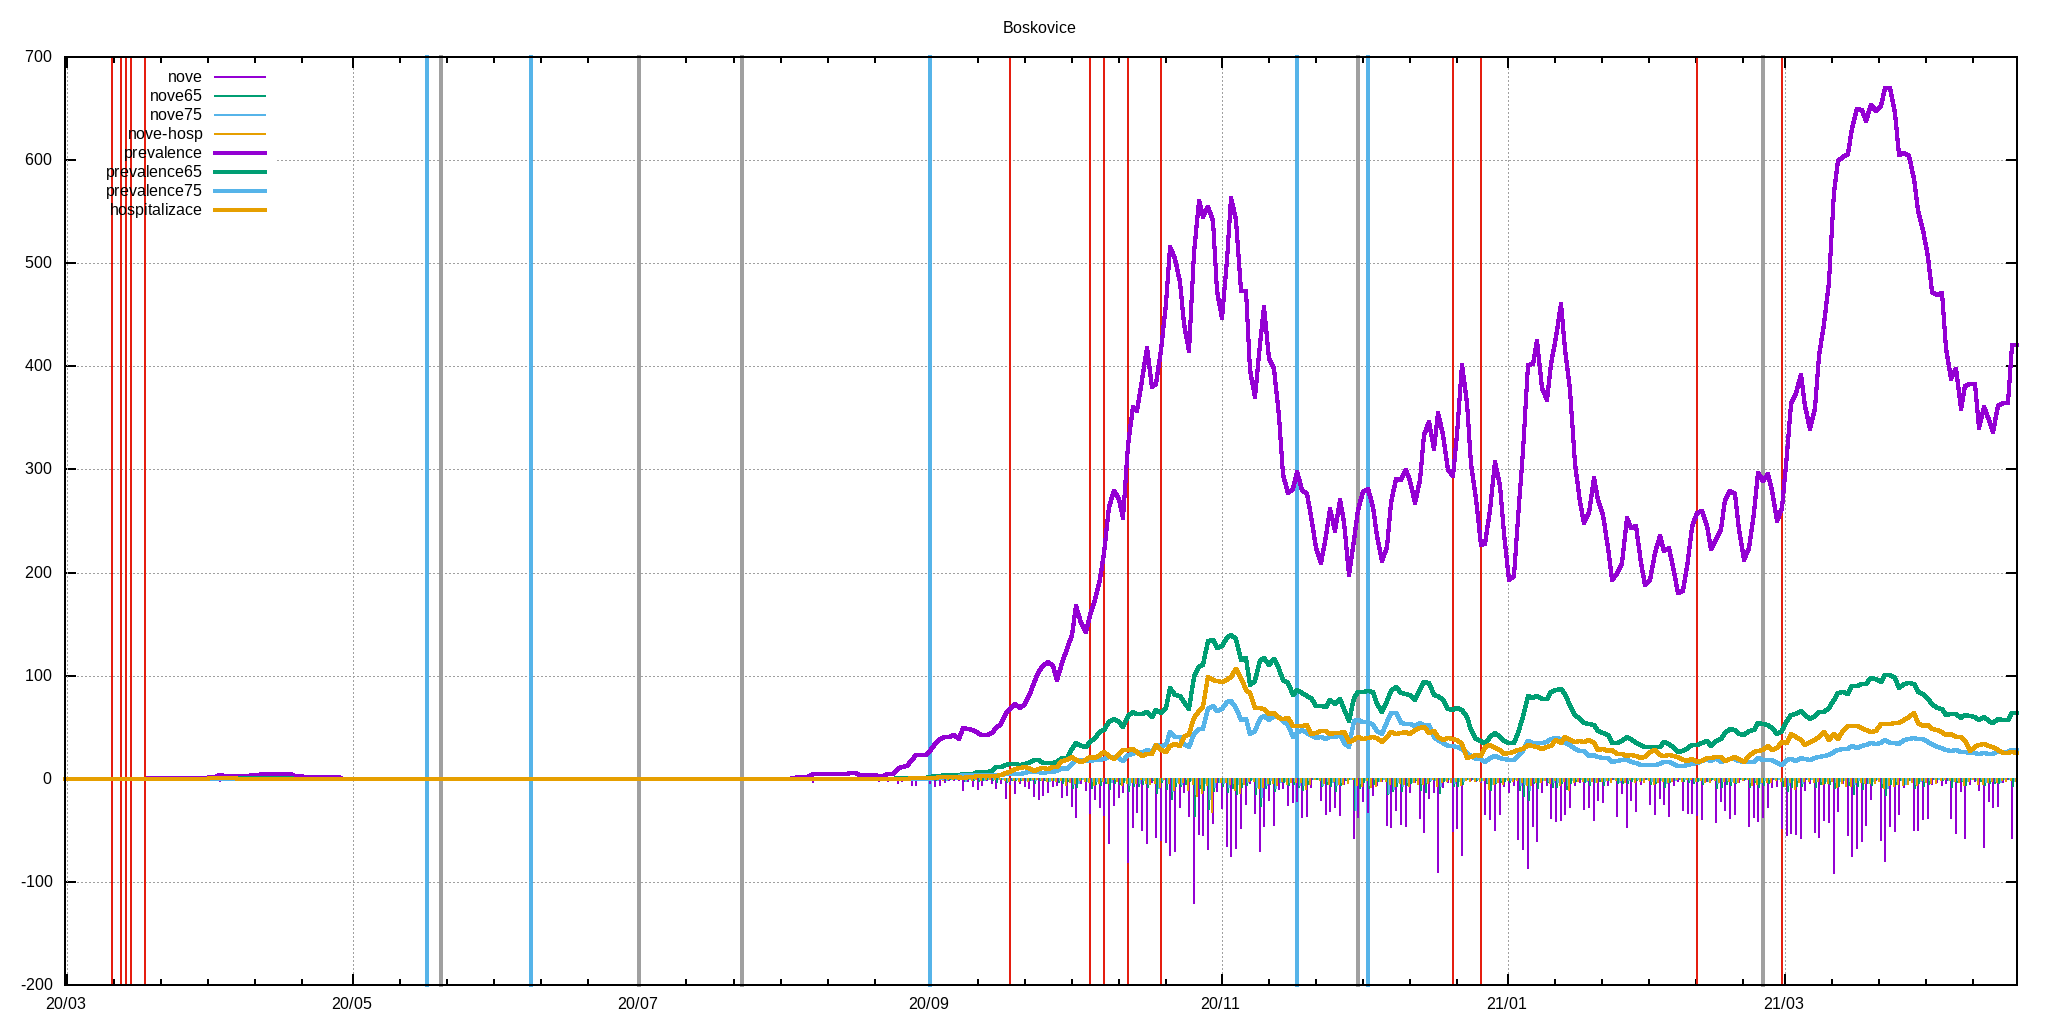 Boskovice
700
600
500
400
300
200
100
0
-100
-200
nove
nove65
nove75
nove-hosp
prevalence
prevalence65
prevalence75
hospitalizace
20/03 20/05 20/07 20/09 20/11 21/01 21/03